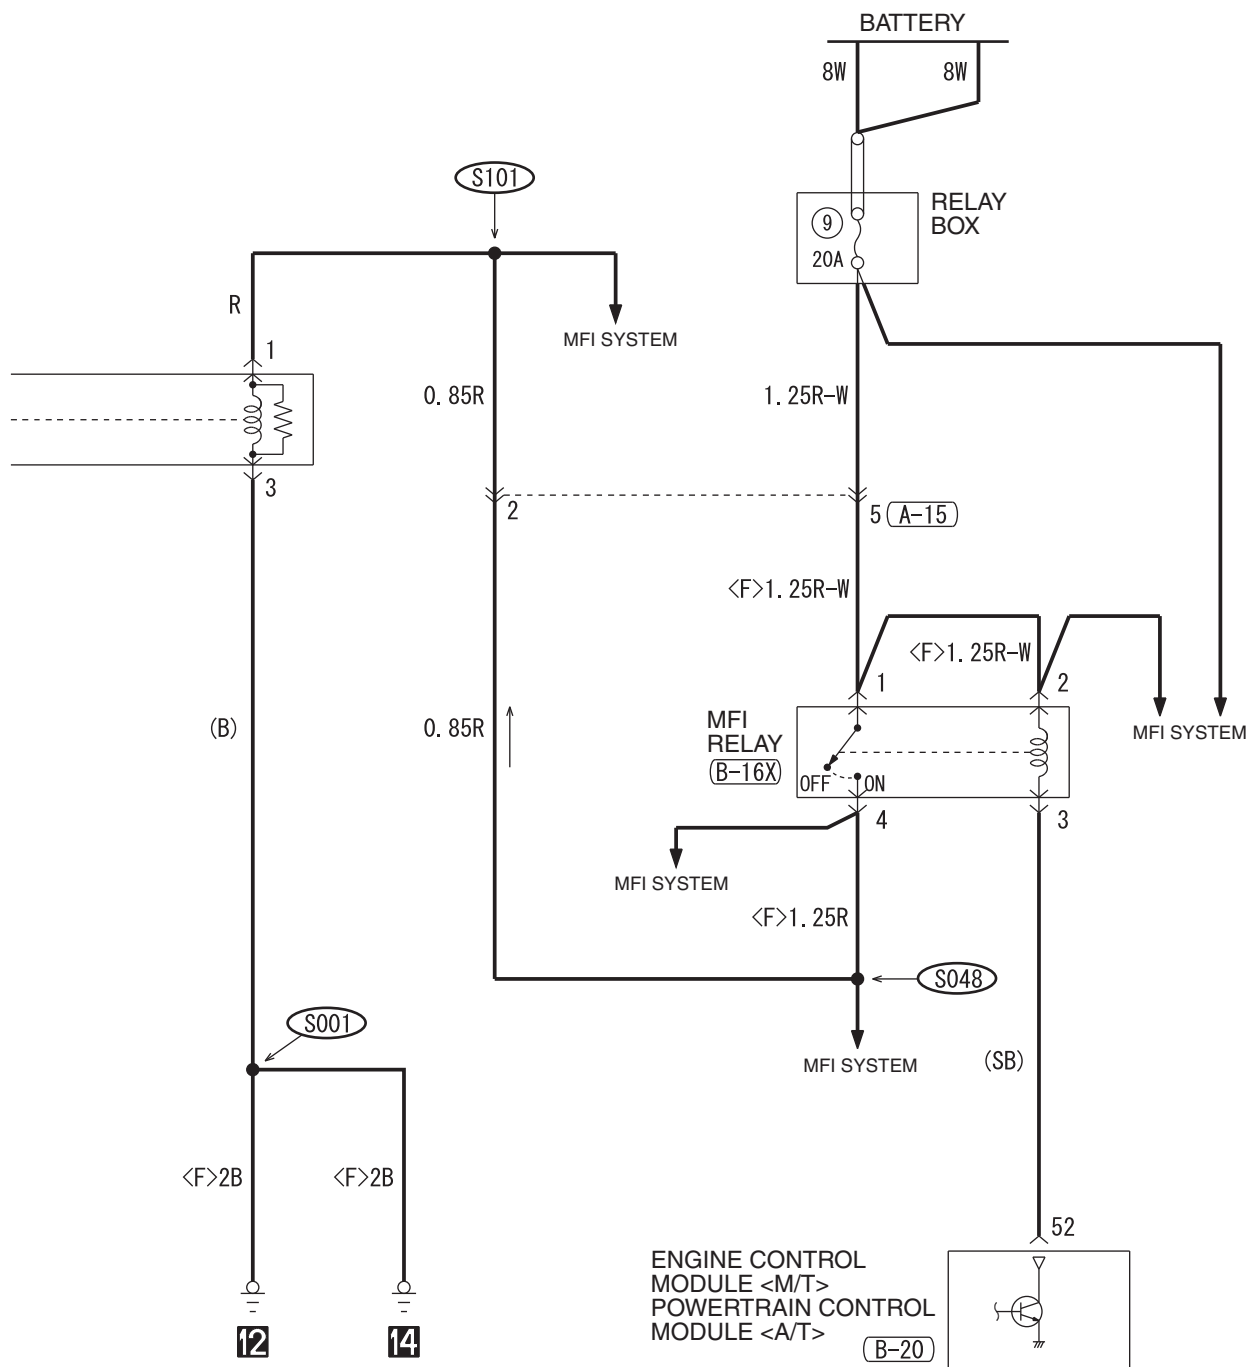 BATTERY
8W
8W
S101
RELAY
BOX
9
20A
R
MFI SYSTEM
1
0.85R
1.25R-W
3
2
5
A-15
<F>1.25R-W
<F>1.25R-W
1
2
(B)
0.85R
MFI
RELAY
B-16X
OFF
ON
MFI SYSTEM
4
3
MFI SYSTEM
<F>1.25R
S048
S001
MFI SYSTEM
(SB)
<F>2B
<F>2B
52
ENGINE CONTROL
MODULE <M/T>
POWERTRAIN CONTROL
MODULE <A/T>
B-20
12
14